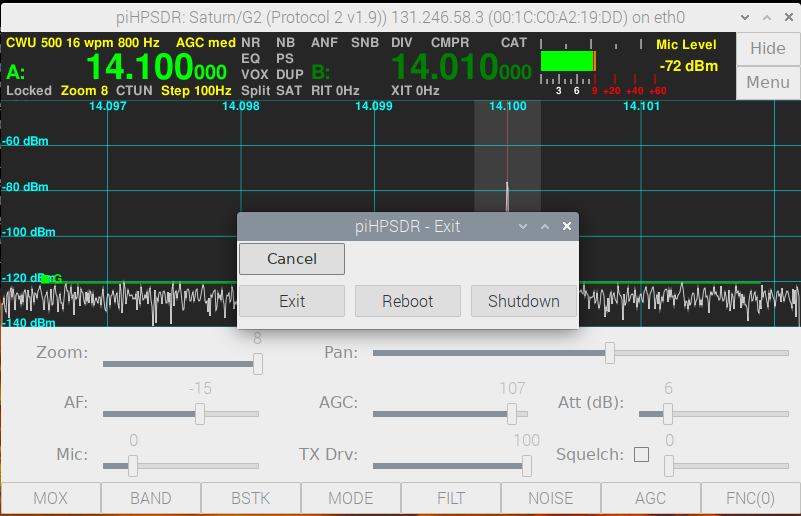 piHPSDR: Saturn/G2 (Protocol 2 v1.9)) 131.246.58.3 (00:1C:C0:A2:19:DD) on eth0
CWU 500 16 wpm 800 Hz AGC med NR NB ANF SNB DIV CMPR CAT Mic Level Hide
A: 14.100000 EQ PS B: 14.010000 -72 dBm
VOX DUP Menu
Locked Zoom 8 CTUN Step 100Hz Split SAT RIT 0Hz XIT 0Hz 3 6 9 +20 +40 +60
14.097 14.098 14.099 14.100 14.101
-60 dBm
-80 dBm
piHPSDR - Exit
-100 dBm
Cancel
-120 dBm G
Exit Reboot Shutdown
-140 dBm
8
Zoom: Pan:
-15 107 6
AF: AGC: Att (dB):
0 100 0
Mic: TX Drv: Squelch:
MOX BAND BSTK MODE FILT NOISE AGC FNC(0)